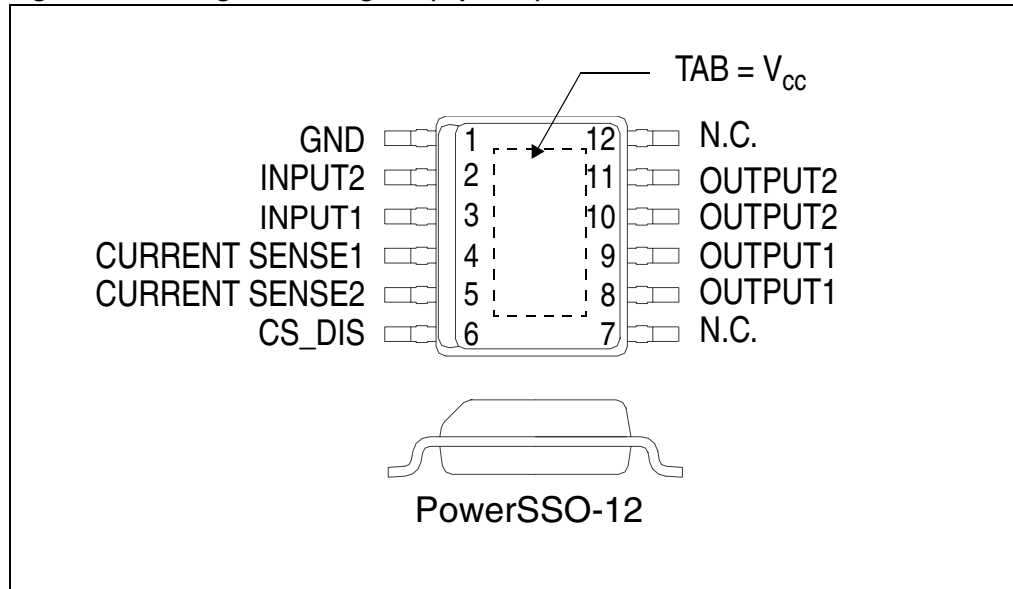 TAB = Vcc
GND 1 12 N.C.
INPUT2 2 11 OUTPUT2
INPUT1 3 10 OUTPUT2
CURRENT SENSE1 4 9 OUTPUT1
CURRENT SENSE2 5 8 OUTPUT1
CS_DIS 6 7 N.C.
PowerSSO-12